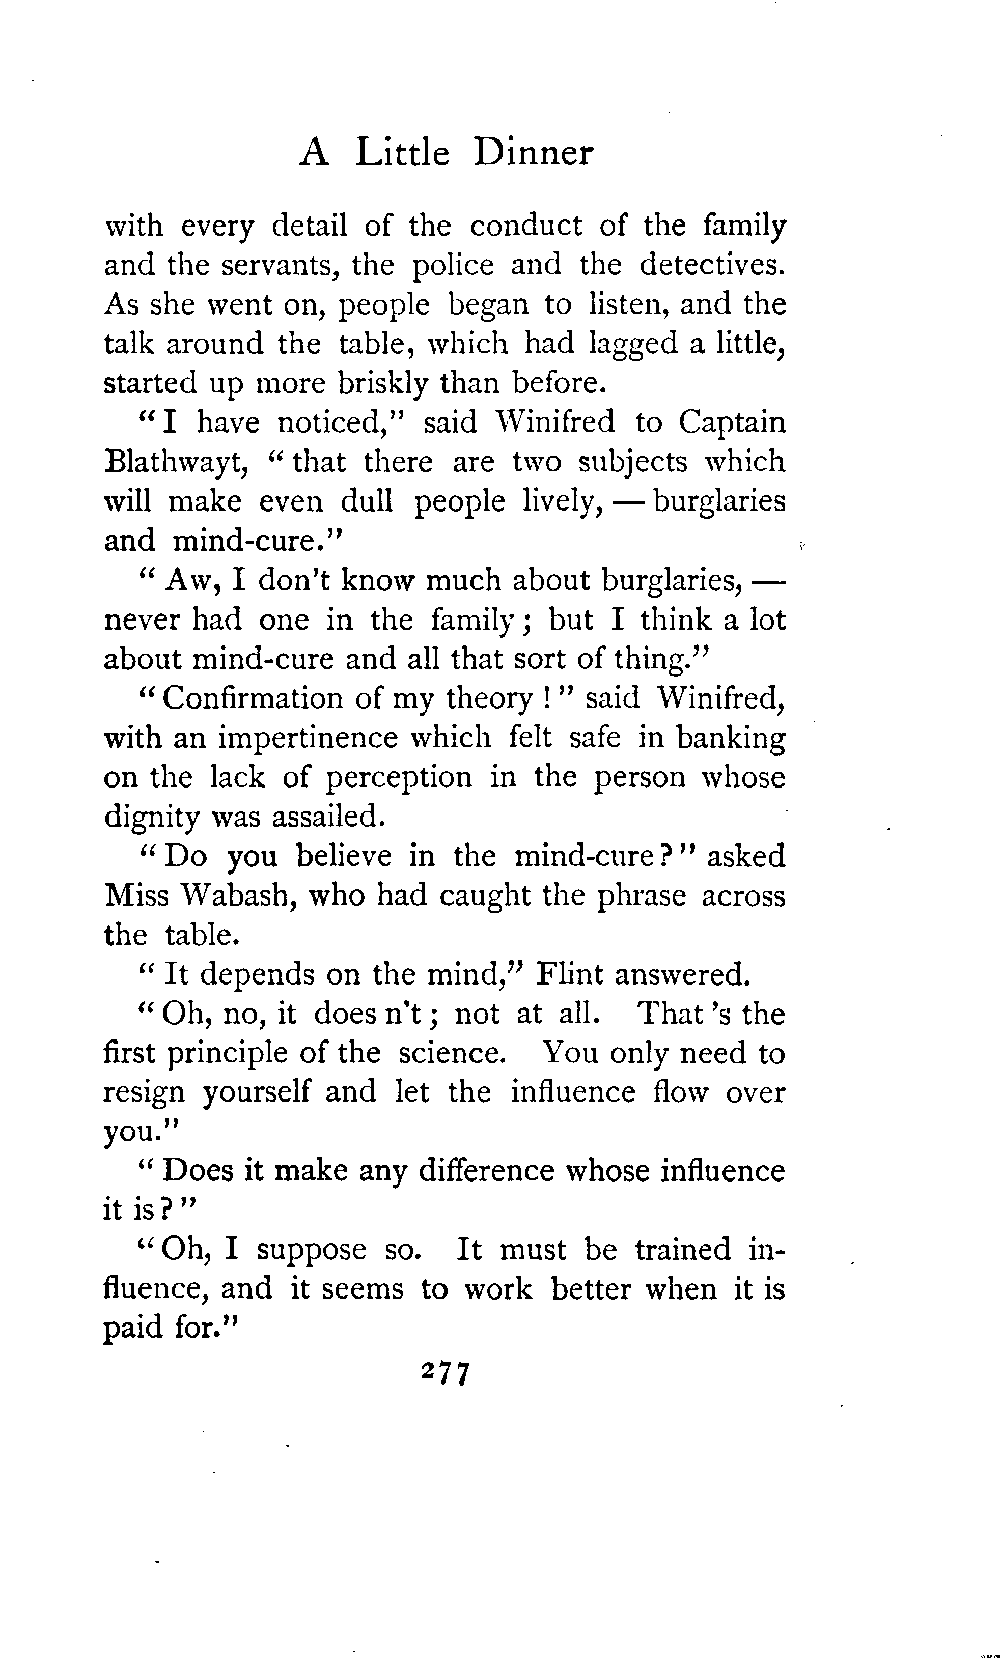 A Little Dinner
with every detail of the conduct of the family
and the servants, the police and the detectives.
As she went on, people began to listen, and the
talk around the table, which had lagged a little,
started up more briskly than before.
"I have noticed," said Winifred to Captain
Blathwayt, "that there are two subjects which
will make even dull people lively, — burglaries
and mind-cure."
"Aw, I don't know much about burglaries, —
never had one in the family; but I think a lot
about mind-cure and all that sort of thing."
"Confirmation of my theory!" said Winifred,
with an impertinence which felt safe in banking
on the lack of perception in the person whose
dignity was assailed.
"Do you believe in the mind-cure?" asked
Miss Wabash, who had caught the phrase across
the table.
"It depends on the mind," Flint answered.
"Oh, no, it does n't; not at all. That 's the
first principle of the science. You only need to
resign yourself and let the influence flow over
you."
"Does it make any difference whose influence
it is?"
"Oh, I suppose so. It must be trained in-
fluence, and it seems to work better when it is
paid for."
277